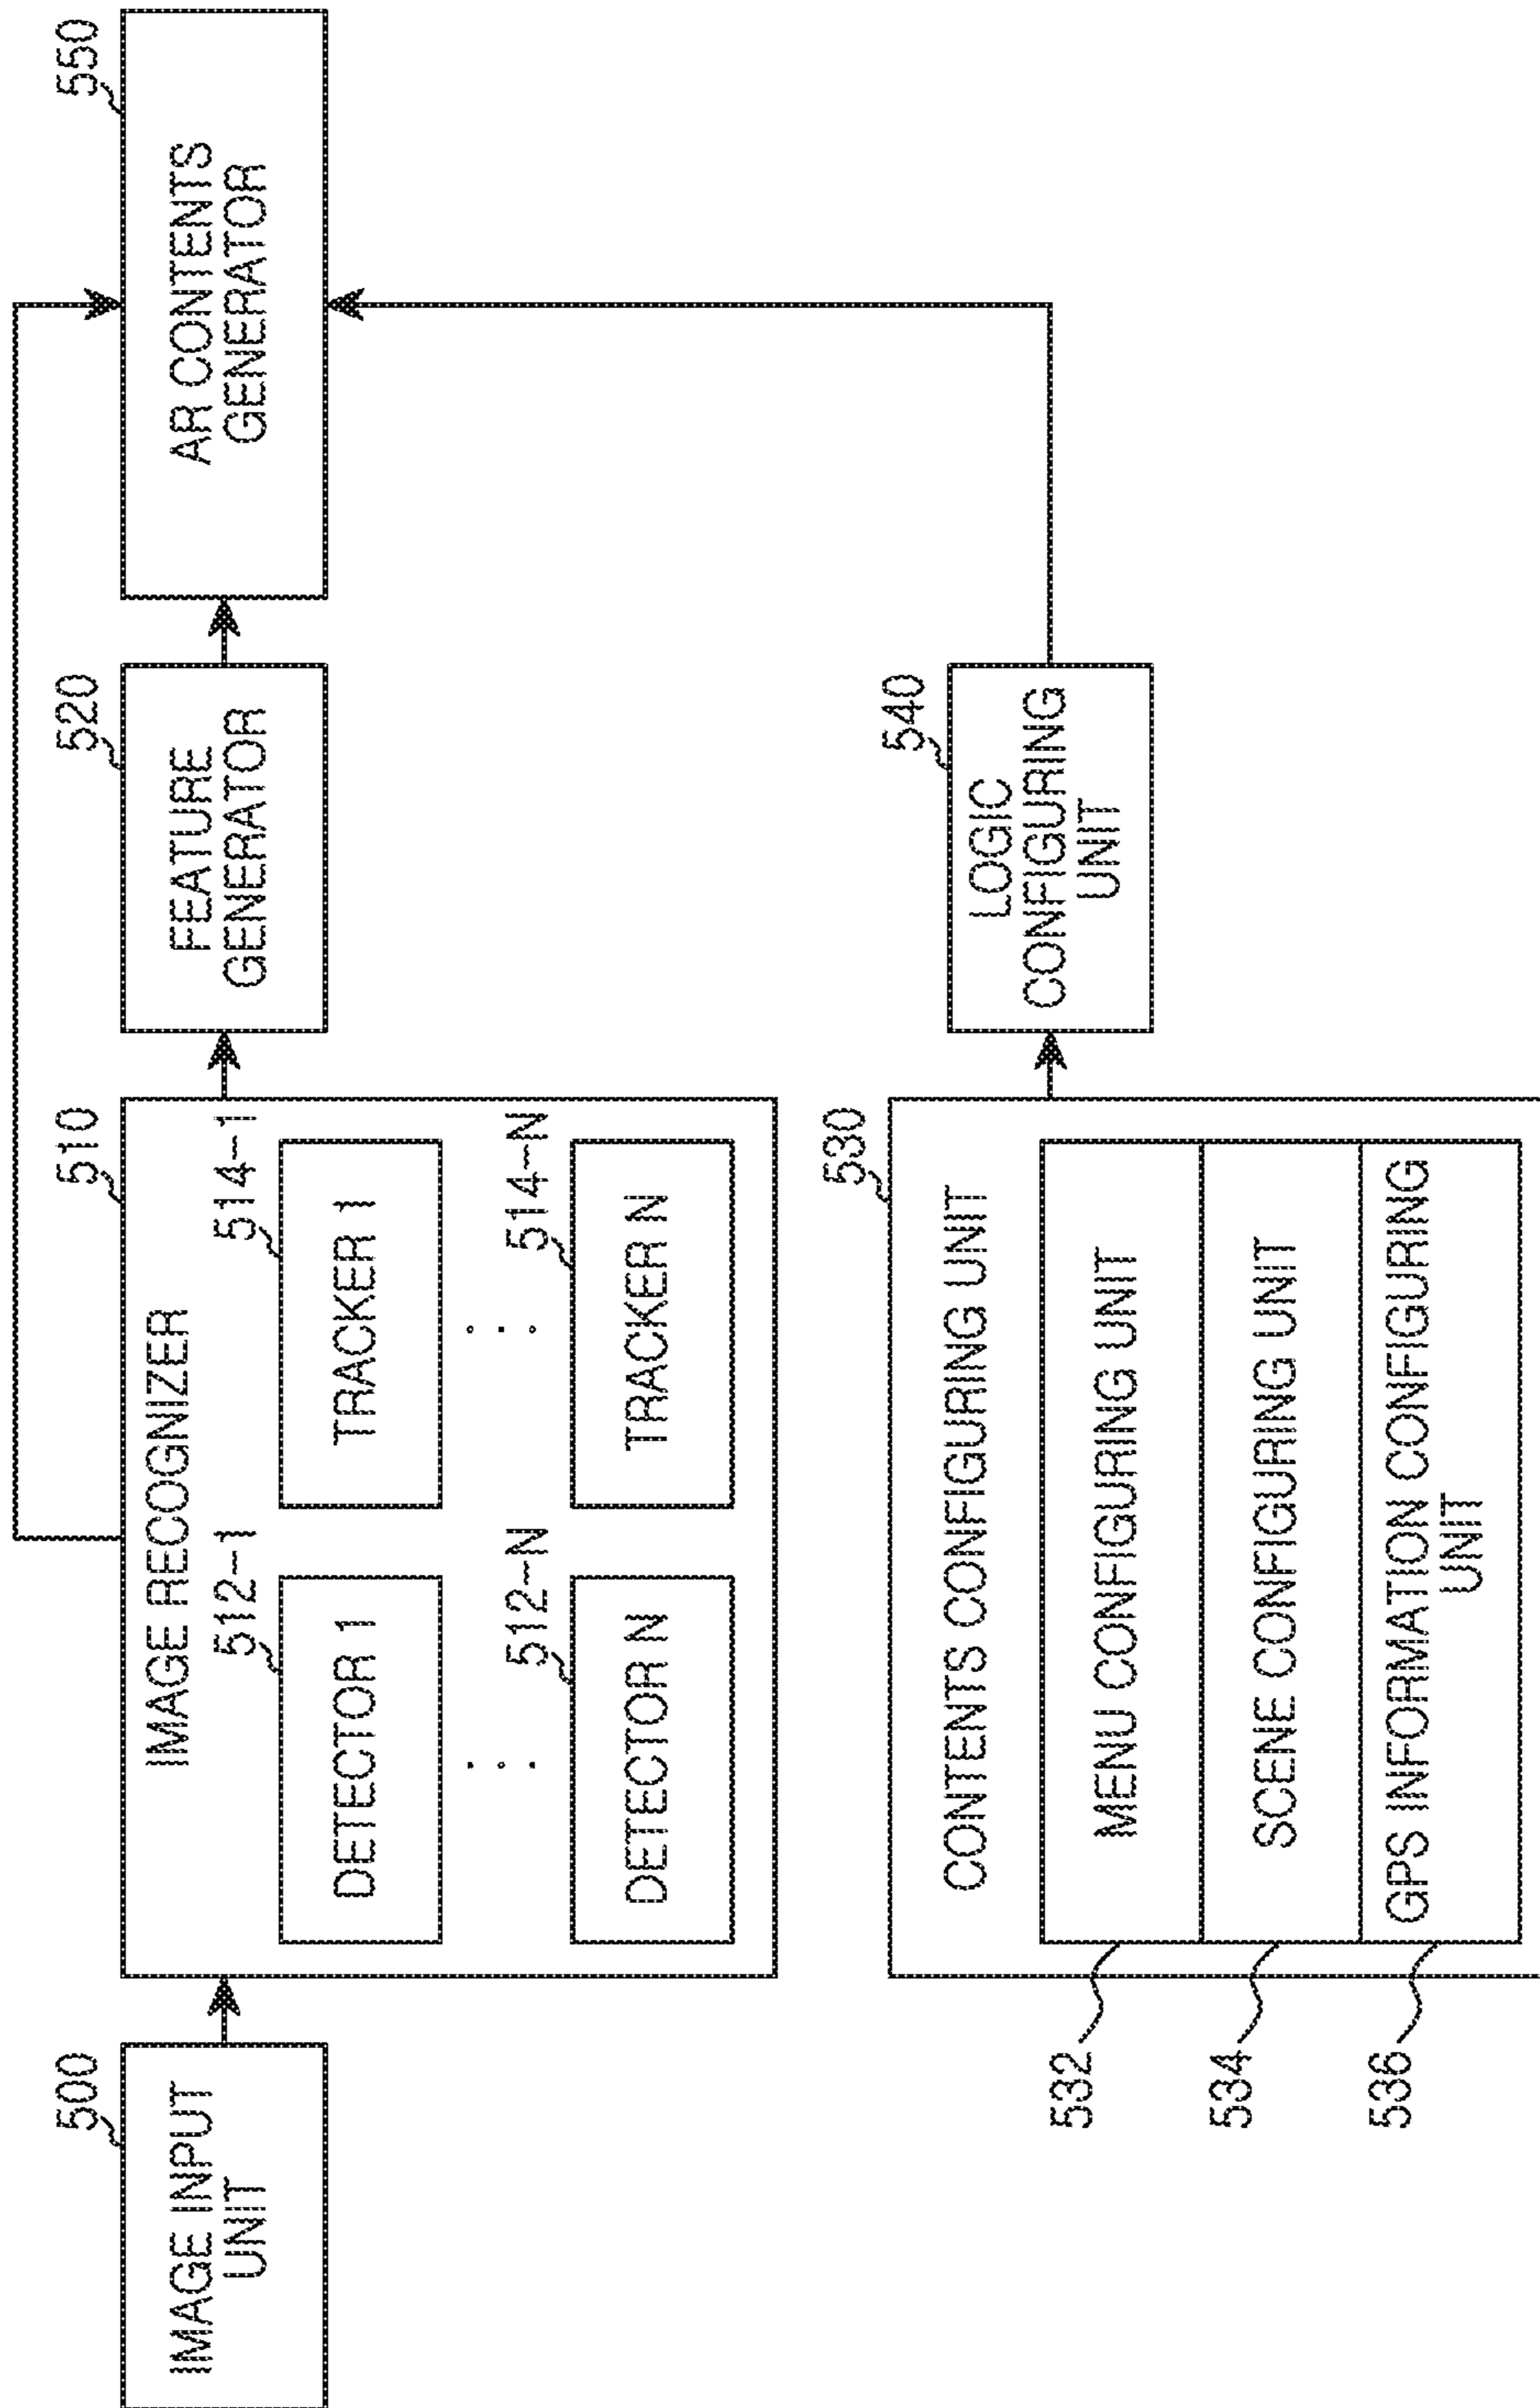 500
IMAGE INPUT
UNIT
510
IMAGE RECOGNIZER
512-1
DETECTOR 1
514-1
TRACKER 1
512-N
DETECTOR N
514-N
TRACKER N
520
FEATURE
GENERATOR
550
AR CONTENTS
GENERATOR
530
CONTENTS CONFIGURING UNIT
532
MENU CONFIGURING UNIT
534
SCENE CONFIGURING UNIT
536
GPS INFORMATION CONFIGURING
UNIT
540
LOGIC
CONFIGURING
UNIT